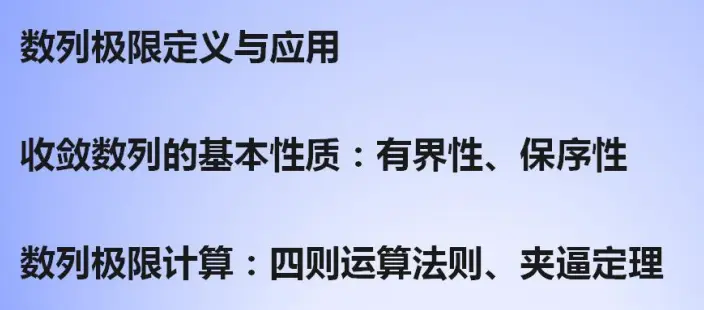 数列极限定义与应用
收敛数列的基本性质：有界性、保序性
数列极限计算：四则运算法则、夹逼定理